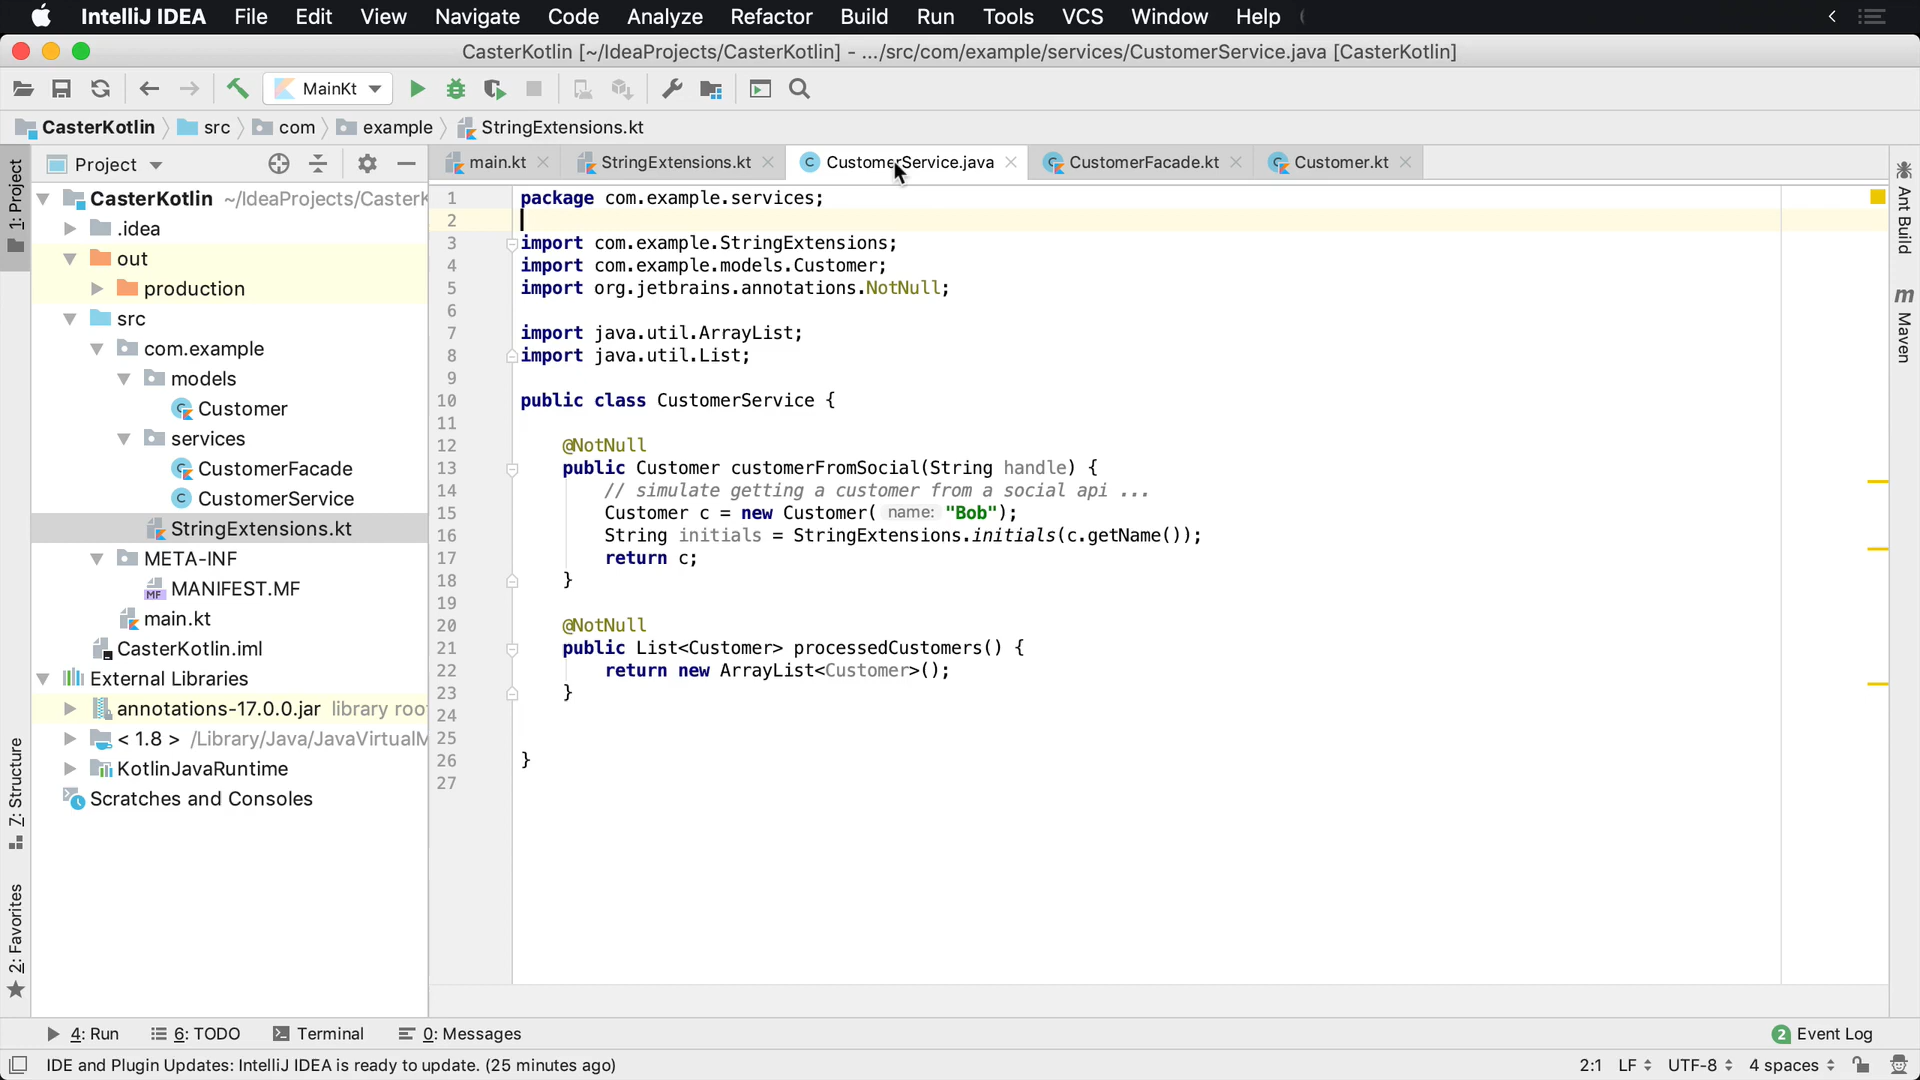 IntelliJ IDEA File Edit View Navigate Code Analyze Refactor Build Run Tools VCS Window Help
CasterKotlin [~/IdeaProjects/CasterKotlin] - .../src/com/example/services/CustomerService.java [CasterKotlin]
MainKt
CasterKotlin src com example StringExtensions.kt
Project
main.kt StringExtensions.kt CustomerService.java CustomerFacade.kt Customer.kt
1: Project
Z: Structure
2: Favorites
CasterKotlin ~/IdeaProjects/CasterK
.idea
out
production
src
com.example
models
Customer
services
CustomerFacade
CustomerService
StringExtensions.kt
META-INF
MANIFEST.MF
main.kt
CasterKotlin.iml
External Libraries
annotations-17.0.0.jar library roo
< 1.8 > /Library/Java/JavaVirtualM
KotlinJavaRuntime
Scratches and Consoles
1 package com.example.services;
2
3 import com.example.StringExtensions;
4 import com.example.models.Customer;
5 import org.jetbrains.annotations.NotNull;
6
7 import java.util.ArrayList;
8 import java.util.List;
9
10 public class CustomerService {
11
12 @NotNull
13 public Customer customerFromSocial(String handle) {
14 // simulate getting a customer from a social api ...
15 Customer c = new Customer( name: "Bob");
16 String initials = StringExtensions.initials(c.getName());
17 return c;
18 }
19
20 @NotNull
21 public List<Customer> processedCustomers() {
22 return new ArrayList<Customer>();
23 }
24
25
26 }
27
Ant Build
m Maven
4: Run 6: TODO Terminal 0: Messages 2 Event Log
IDE and Plugin Updates: IntelliJ IDEA is ready to update. (25 minutes ago) 2:1 LF UTF-8 4 spaces